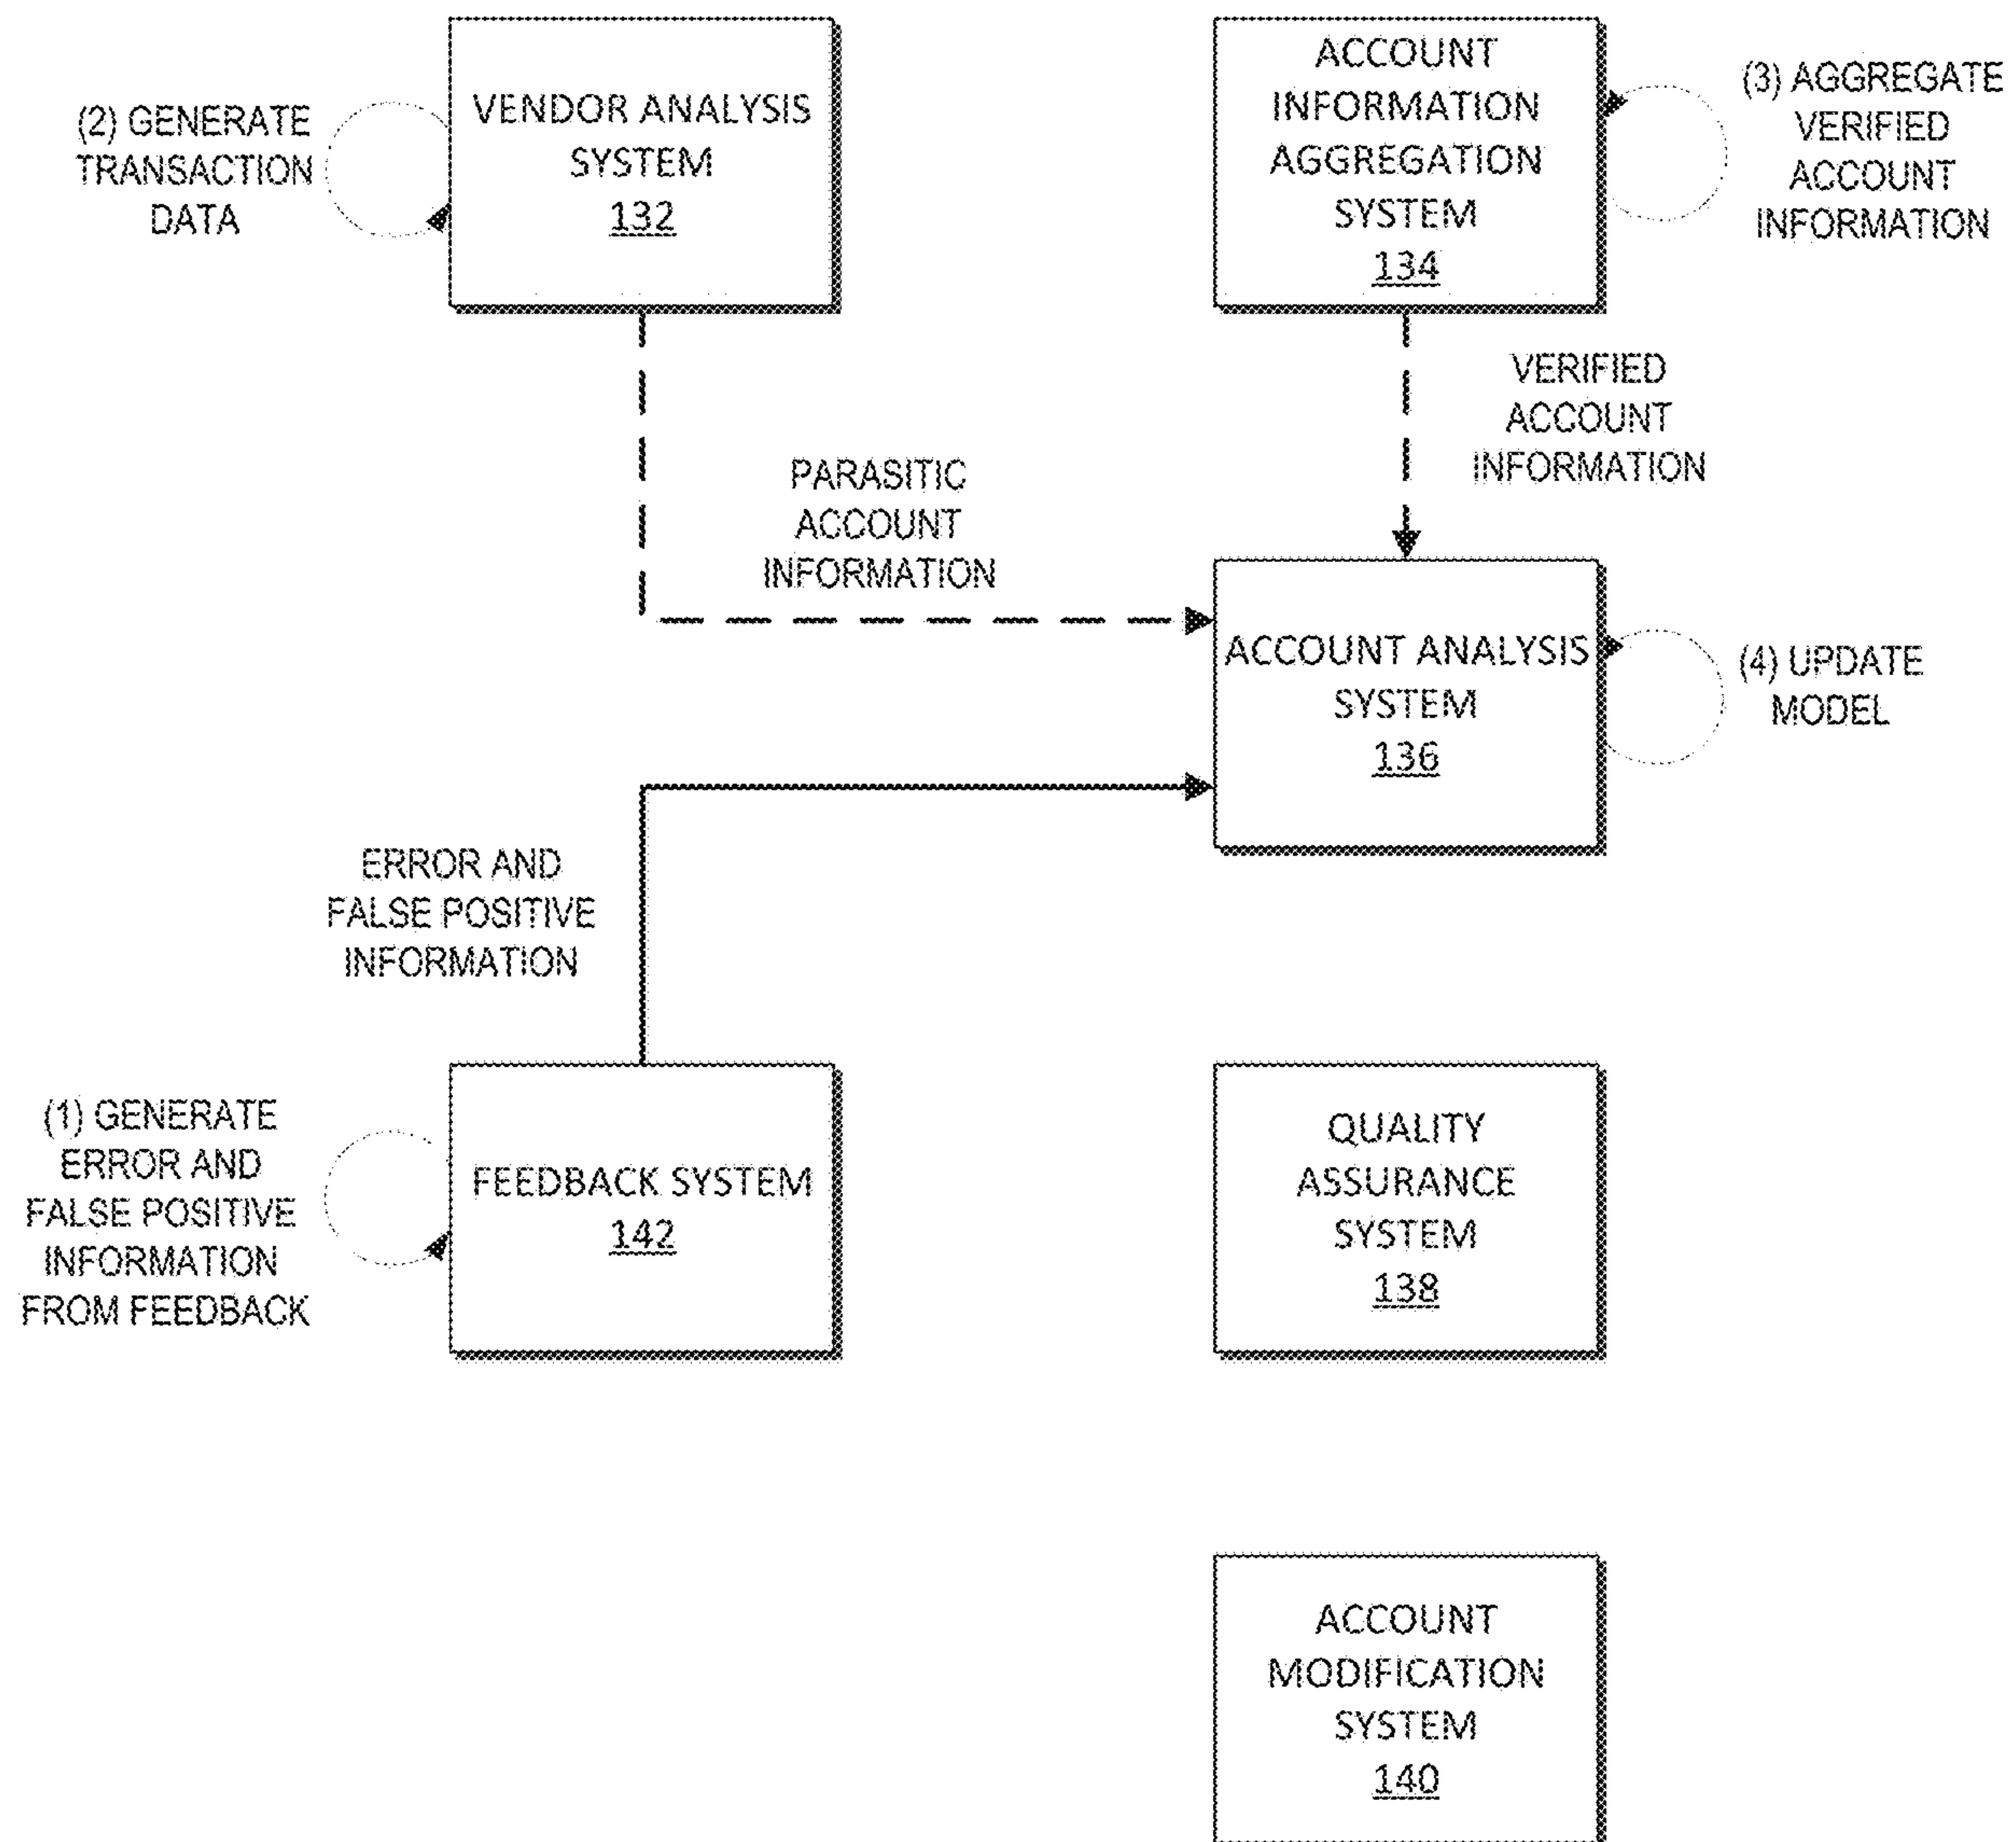 (2) GENERATE
TRANSACTION
DATA
VENDOR ANALYSIS
SYSTEM
132
ACCOUNT
INFORMATION
AGGREGATION
SYSTEM
134
(3) AGGREGATE
VERIFIED
ACCOUNT
INFORMATION
VERIFIED
ACCOUNT
INFORMATION
PARASITIC
ACCOUNT
INFORMATION
ACCOUNT ANALYSIS
SYSTEM
136
(4) UPDATE
MODEL
ERROR AND
FALSE POSITIVE
INFORMATION
(1) GENERATE
ERROR AND
FALSE POSITIVE
INFORMATION
FROM FEEDBACK
FEEDBACK SYSTEM
142
QUALITY
ASSURANCE
SYSTEM
138
ACCOUNT
MODIFICATION
SYSTEM
140